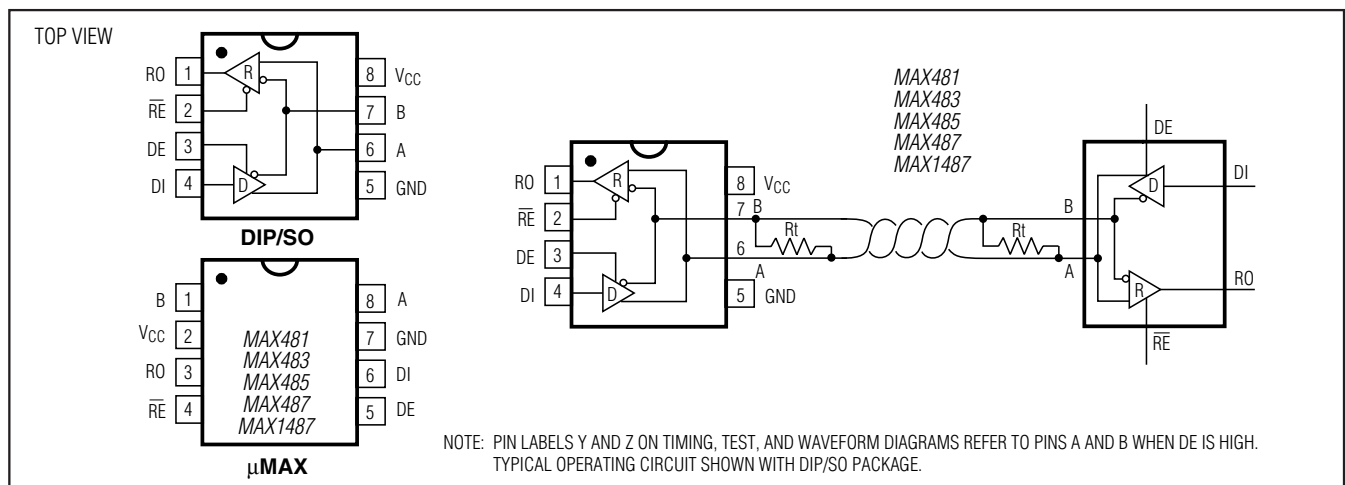 TOP VIEW
RO 1
RE 2
DE 3
DI 4
8 VCC
7 B
6 A
5 GND
R
D
DIP/SO
B 1
VCC 2
RO 3
RE 4
8 A
7 GND
6 DI
5 DE
MAX481
MAX483
MAX485
MAX487
MAX1487
µMAX
MAX481
MAX483
MAX485
MAX487
MAX1487
RO 1
RE 2
DE 3
DI 4
R
D
8 VCC
7 B
6
A
5 GND
Rt
Rt
B
A
DE
D
DI
R
RO
RE
NOTE: PIN LABELS Y AND Z ON TIMING, TEST, AND WAVEFORM DIAGRAMS REFER TO PINS A AND B WHEN DE IS HIGH.
TYPICAL OPERATING CIRCUIT SHOWN WITH DIP/SO PACKAGE.